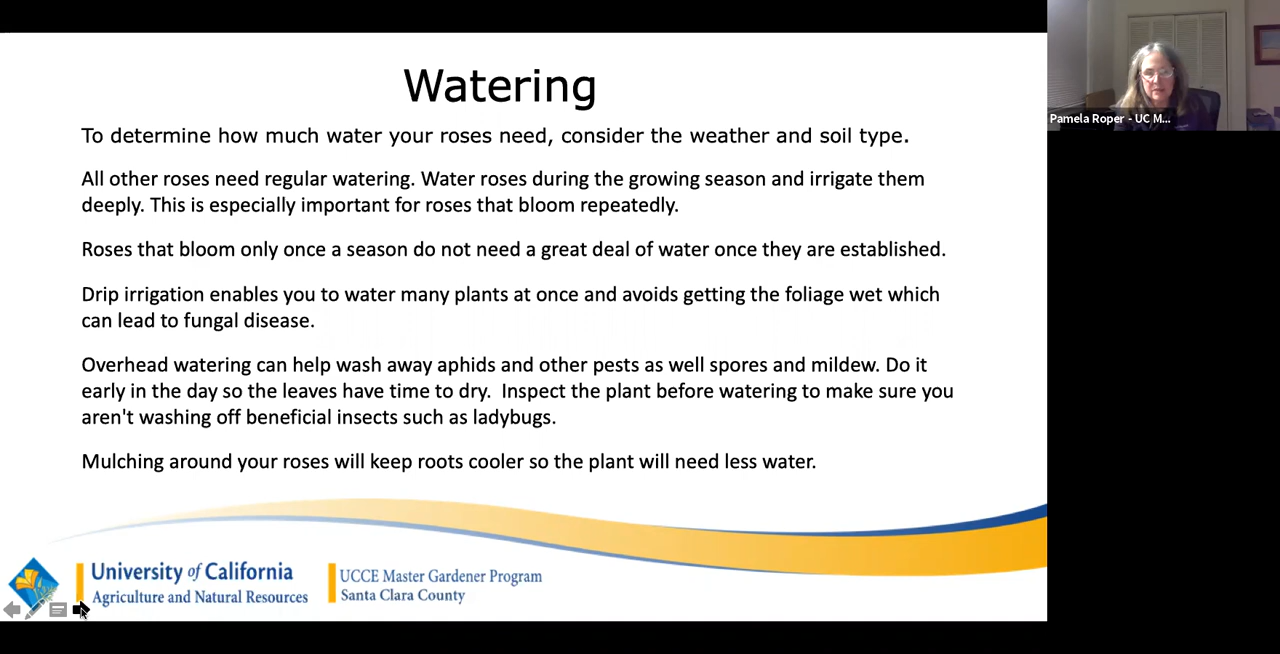 Watering
To determine how much water your roses need, consider the weather and soil type.
All other roses need regular watering. Water roses during the growing season and irrigate them
deeply. This is especially important for roses that bloom repeatedly.
Roses that bloom only once a season do not need a great deal of water once they are established.
Drip irrigation enables you to water many plants at once and avoids getting the foliage wet which
can lead to fungal disease.
Overhead watering can help wash away aphids and other pests as well spores and mildew. Do it
early in the day so the leaves have time to dry.  Inspect the plant before watering to make sure you
aren't washing off beneficial insects such as ladybugs.
Mulching around your roses will keep roots cooler so the plant will need less water.
University of California
Agriculture and Natural Resources
UCCE Master Gardener Program
Santa Clara County
Pamela Roper - UC M...